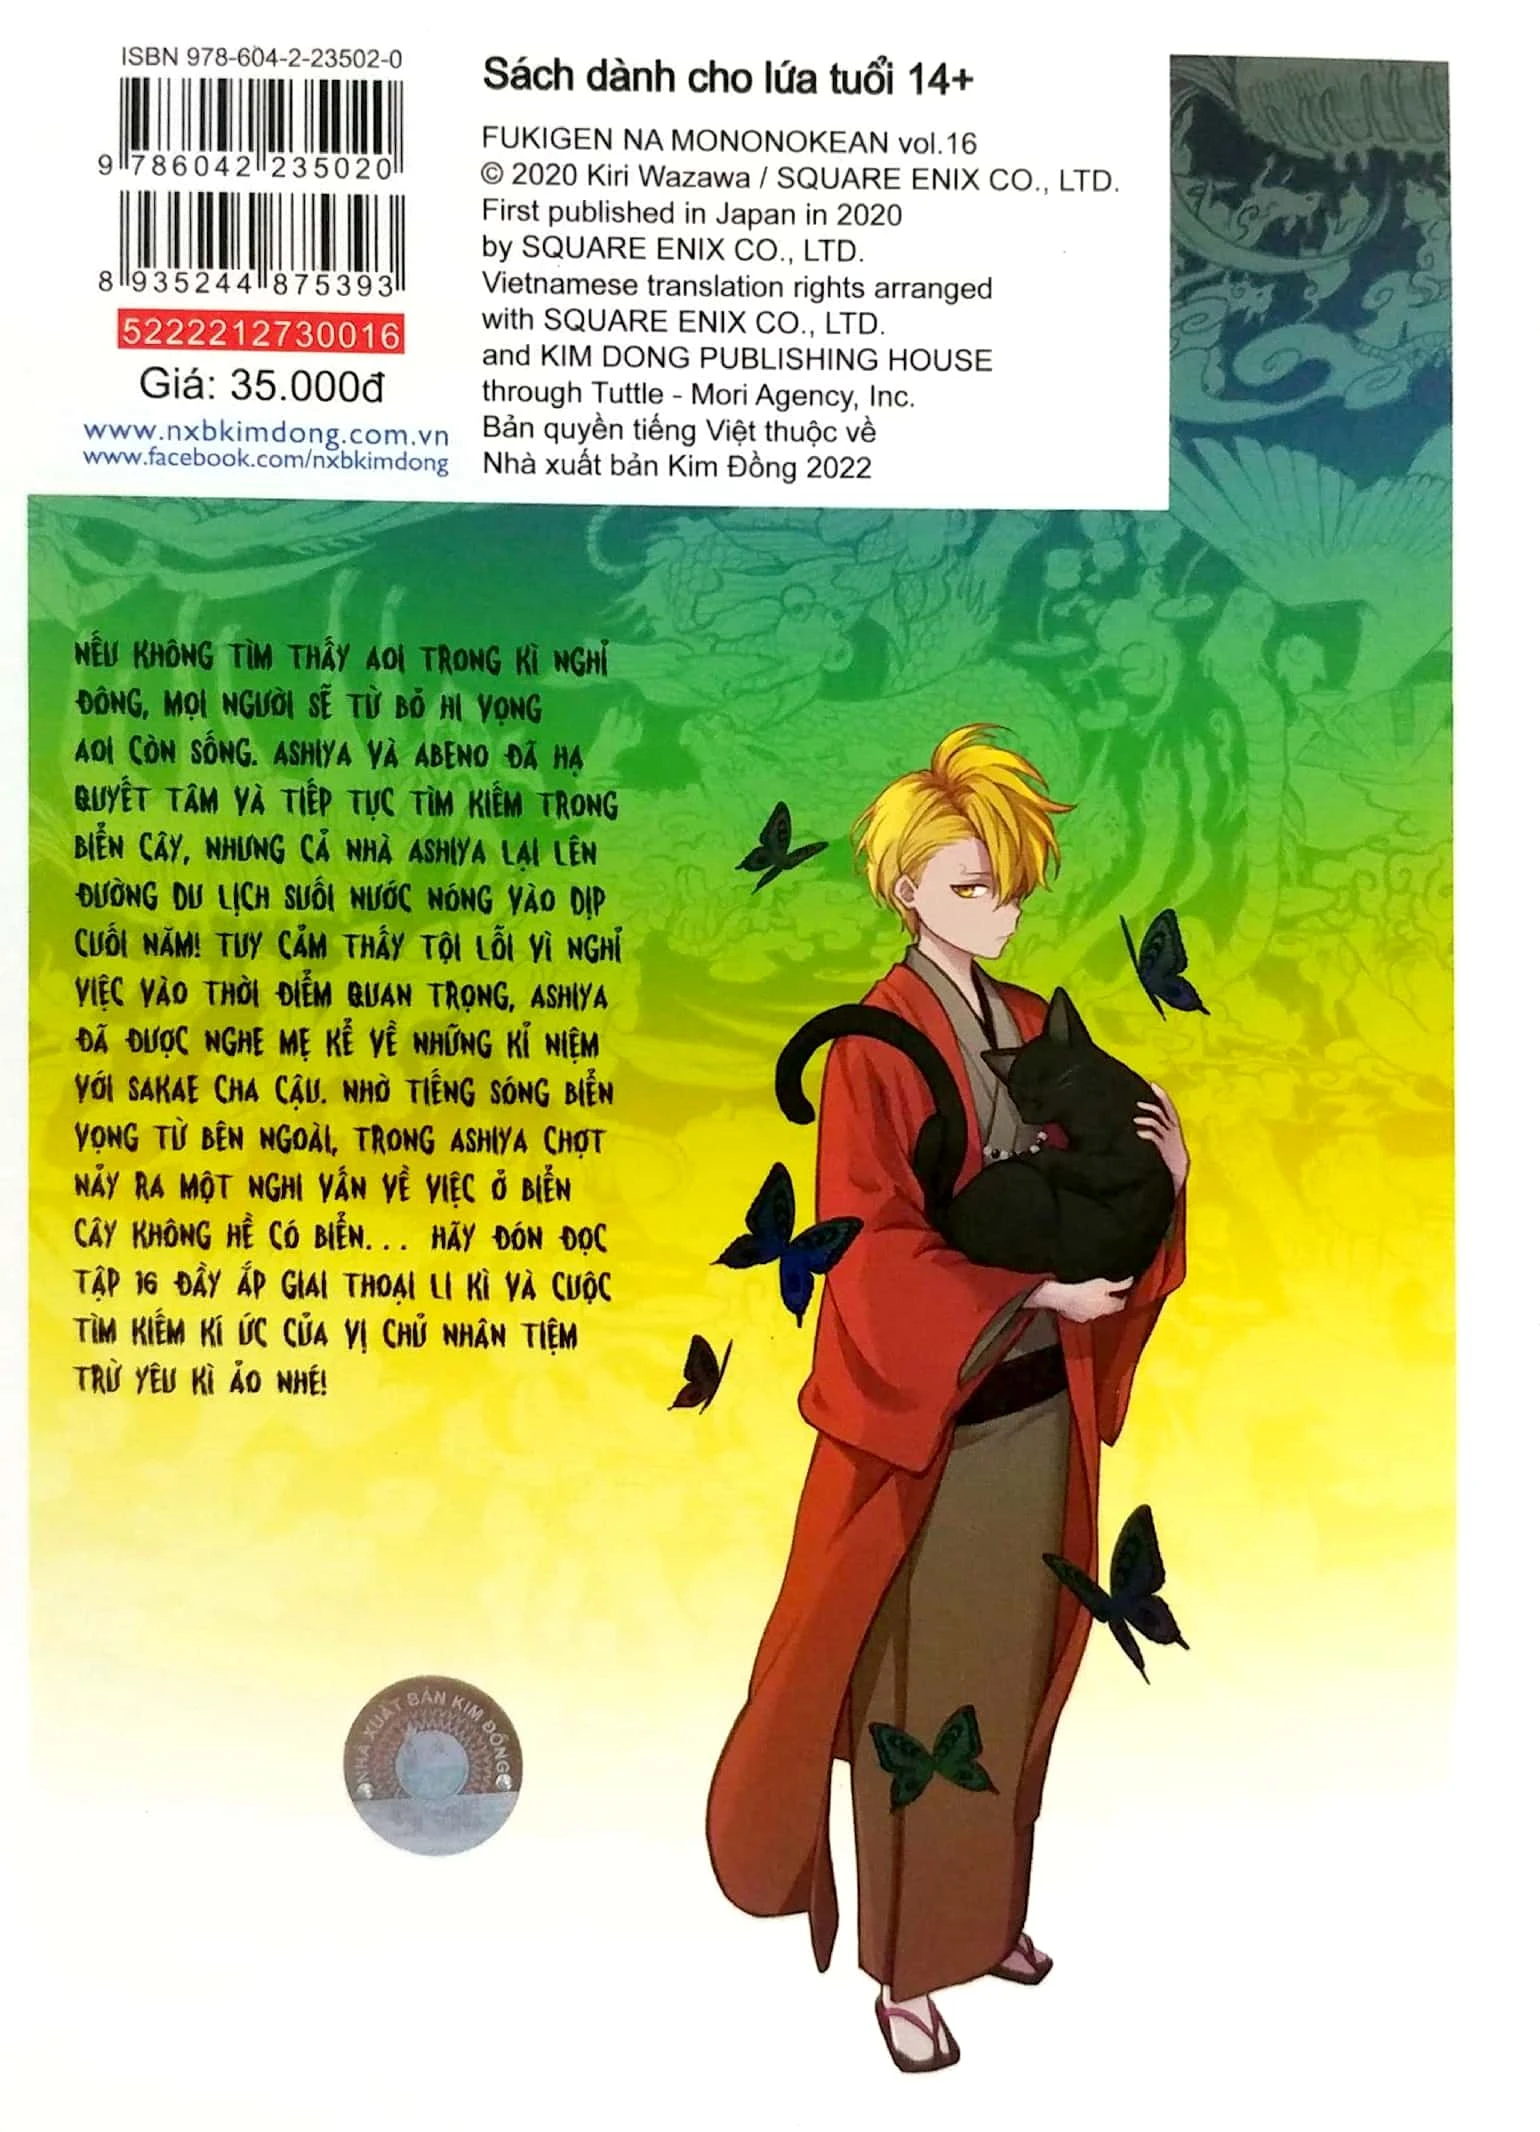 ISBN 978-604-2-23502-0
9 786042 235020
8 935244 875393
5222212730016
Giá: 35.000đ
www.nxbkimdong.com.vn
www.facebook.com/nxbkimdong
Sách dành cho lứa tuổi 14+
FUKIGEN NA MONONOKEAN vol.16
© 2020 Kiri Wazawa / SQUARE ENIX CO., LTD.
First published in Japan in 2020
by SQUARE ENIX CO., LTD.
Vietnamese translation rights arranged
with SQUARE ENIX CO., LTD.
and KIM DONG PUBLISHING HOUSE
through Tuttle - Mori Agency, Inc.
Bản quyền tiếng Việt thuộc về
Nhà xuất bản Kim Đồng 2022
NẾU KHÔNG TÌM THẤY AOI TRONG KÌ NGHỈ
ĐÔNG, MỌI NGƯỜI SẼ TỪ BỎ HI VỌNG
AOI CÒN SỐNG. ASHIYA VÀ ABENO ĐÃ HẠ
QUYẾT TÂM VÀ TIẾP TỤC TÌM KIẾM TRONG
BIỂN CÂY, NHƯNG CẢ NHÀ ASHIYA LẠI LÊN
ĐƯỜNG DU LỊCH SUỐI NƯỚC NÓNG VÀO DỊP
CUỐI NĂM! TUY CẢM THẤY TỘI LỖI VÌ NGHỈ
VIỆC VÀO THỜI ĐIỂM QUAN TRỌNG, ASHIYA
ĐÃ ĐƯỢC NGHE MẸ KỂ VỀ NHỮNG KỈ NIỆM
VỚI SAKAE CHA CẬU. NHỜ TIẾNG SÓNG BIỂN
VỌNG TỪ BÊN NGOÀI, TRONG ASHIYA CHỢT
NẢY RA MỘT NGHI VẤN VỀ VIỆC Ở BIỂN
CÂY KHÔNG HỀ CÓ BIỂN... HÃY ĐÓN ĐỌC
TẬP 16 ĐẦY ẮP GIAI THOẠI LI KÌ VÀ CUỘC
TÌM KIẾM KÍ ỨC CỦA VỊ CHỦ NHÂN TIỆM
TRỪ YÊU KÌ ẢO NHÉ!
NHÀ XUẤT BẢN KIM ĐỒNG